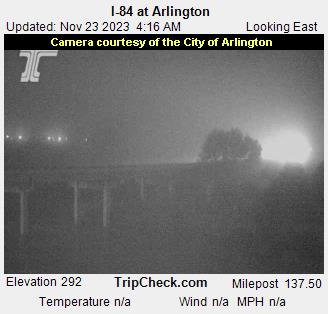 I-84 at Arlington
Updated: Nov 23 2023 4:16 AM Looking East
Camera courtesy of the City of Arlington
Elevation 292 TripCheck.com Milepost 137.50
Temperature n/a Wind n/a MPH n/a